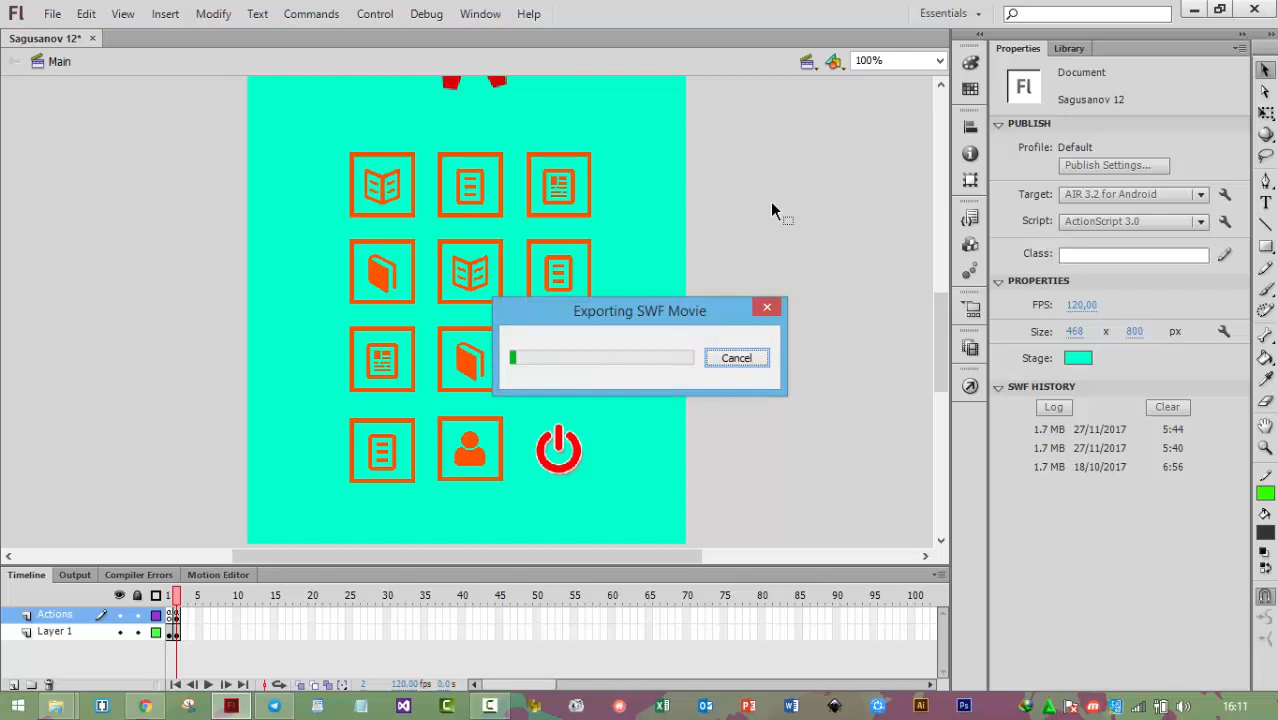 Fl File Edit View Insert Modify Text Commands Control Debug Window Help Essentials
Sagusanov 12* ×
Main 100%
Properties Library
Fl Document
Sagusanov 12
PUBLISH
Profile: Default
Publish Settings...
Target: AIR 3.2 for Android
Script: ActionScript 3.0
Class:
PROPERTIES
FPS: 120,00
Size: 468 x 800 px
Stage:
SWF HISTORY
Log Clear
1.7 MB 27/11/2017 5:44
1.7 MB 27/11/2017 5:40
1.7 MB 18/10/2017 6:56
Exporting SWF Movie
Cancel
Timeline Output Compiler Errors Motion Editor
1 5 10 15 20 25 30 35 40 45 50 55 60 65 70 75 80 85 90 95 100
Actions
Layer 1
2 120,00 fps 0,0 s
16:11